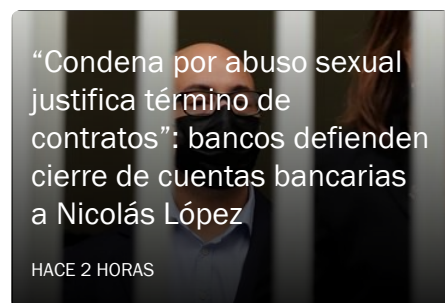 “Condena por abuso sexual
justifica término de
contratos”: bancos defienden
cierre de cuentas bancarias
a Nicolás López
HACE 2 HORAS